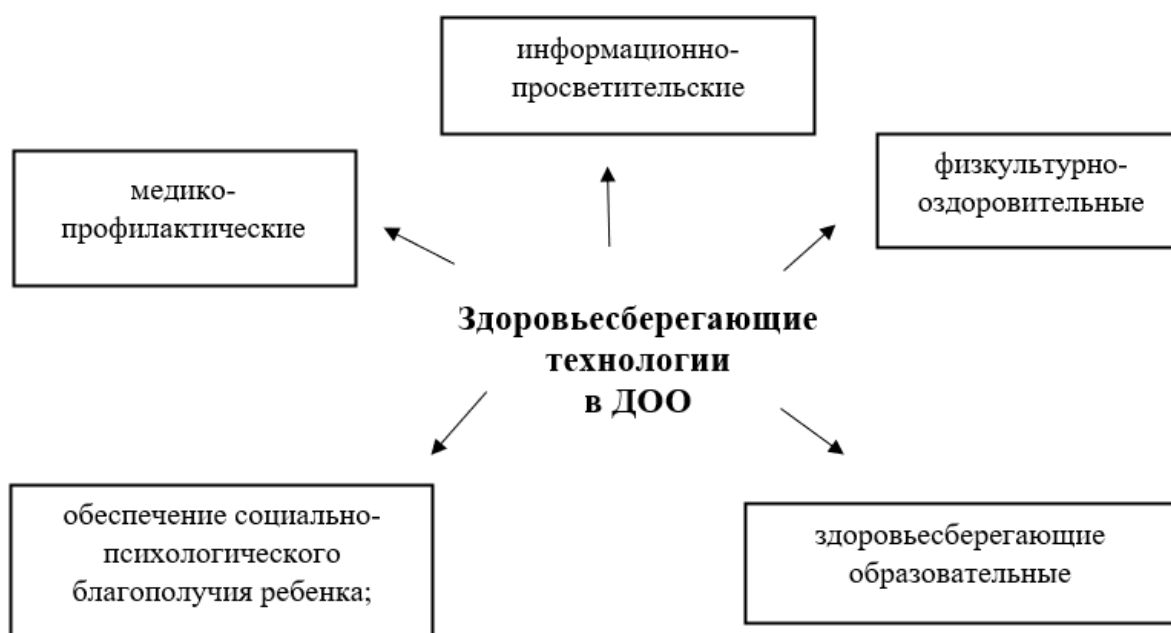 информационно-
просветительские
медико-
профилактические
физкультурно-
оздоровительные
Здоровьесберегающие
технологии
в ДОО
обеспечение социально-
психологического
благополучия ребенка;
здоровьесберегающие
образовательные